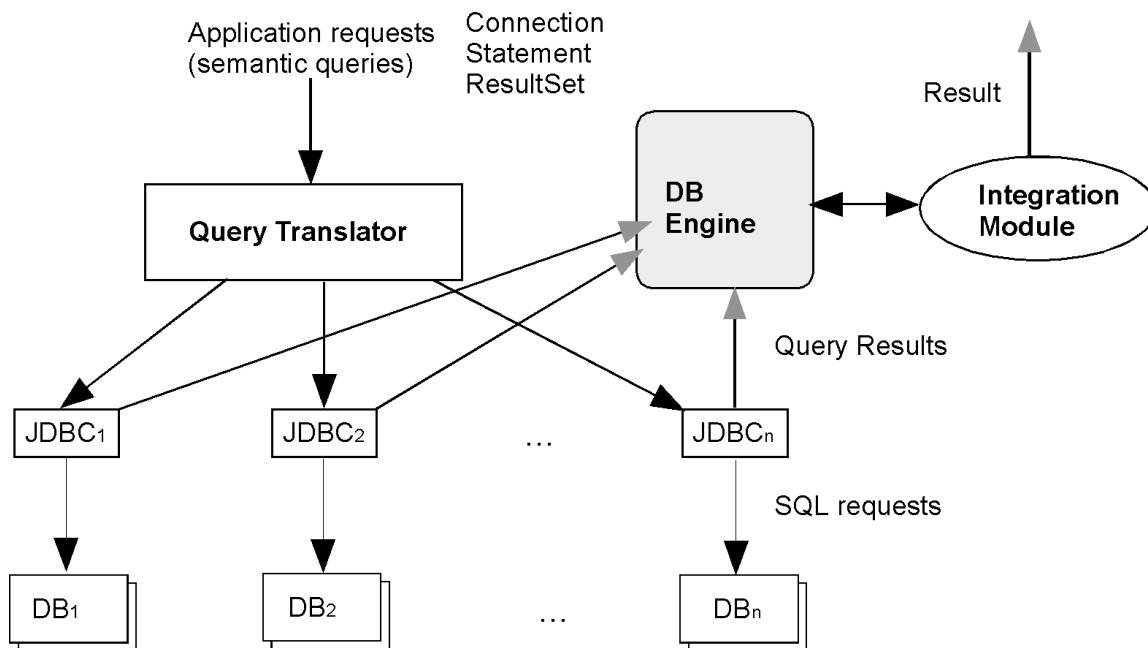 Application requests
(semantic queries)
Connection
Statement
ResultSet
Result
Query Translator
DB
Engine
Integration
Module
Query Results
JDBC₁
JDBC₂
...
JDBCₙ
SQL requests
DB₁
DB₂
...
DBₙ